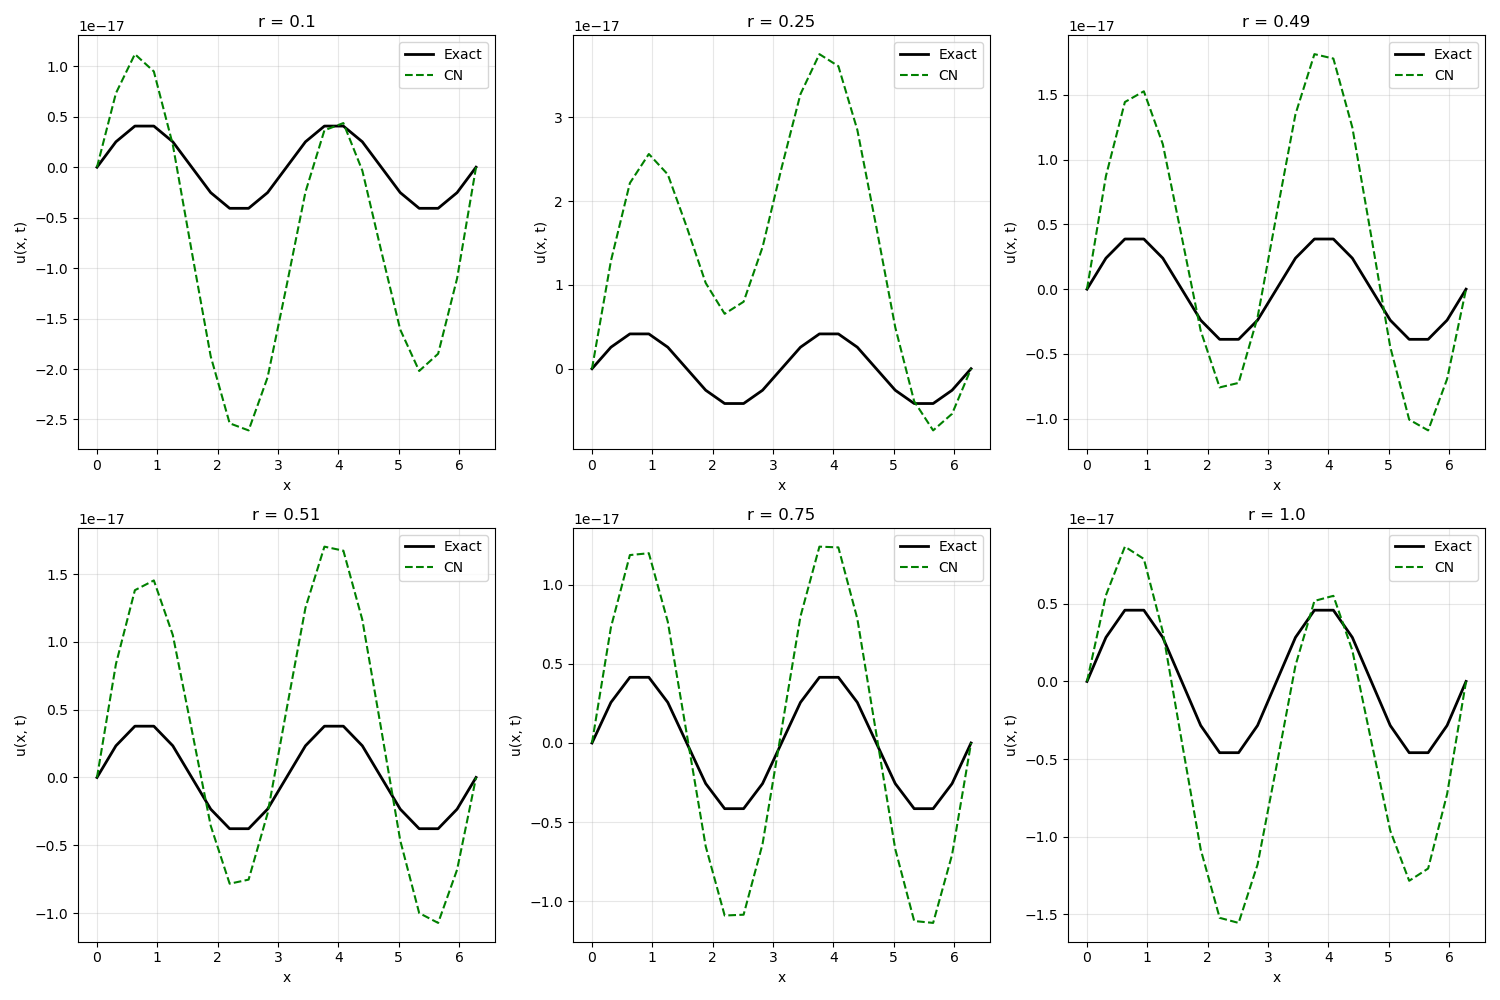 r = 0.1
1e−17
Exact
CN
1.0
0.5
0.0
−0.5
−1.0
−1.5
−2.0
−2.5
u(x, t)
0 1 2 3 4 5 6
x
r = 0.25
1e−17
Exact
CN
3
2
1
0
u(x, t)
0 1 2 3 4 5 6
x
r = 0.49
1e−17
Exact
CN
1.5
1.0
0.5
0.0
−0.5
−1.0
u(x, t)
0 1 2 3 4 5 6
x
r = 0.51
1e−17
Exact
CN
1.5
1.0
0.5
0.0
−0.5
−1.0
u(x, t)
0 1 2 3 4 5 6
x
r = 0.75
1e−17
Exact
CN
1.0
0.5
0.0
−0.5
−1.0
u(x, t)
0 1 2 3 4 5 6
x
r = 1.0
1e−17
Exact
CN
0.5
0.0
−0.5
−1.0
−1.5
u(x, t)
0 1 2 3 4 5 6
x